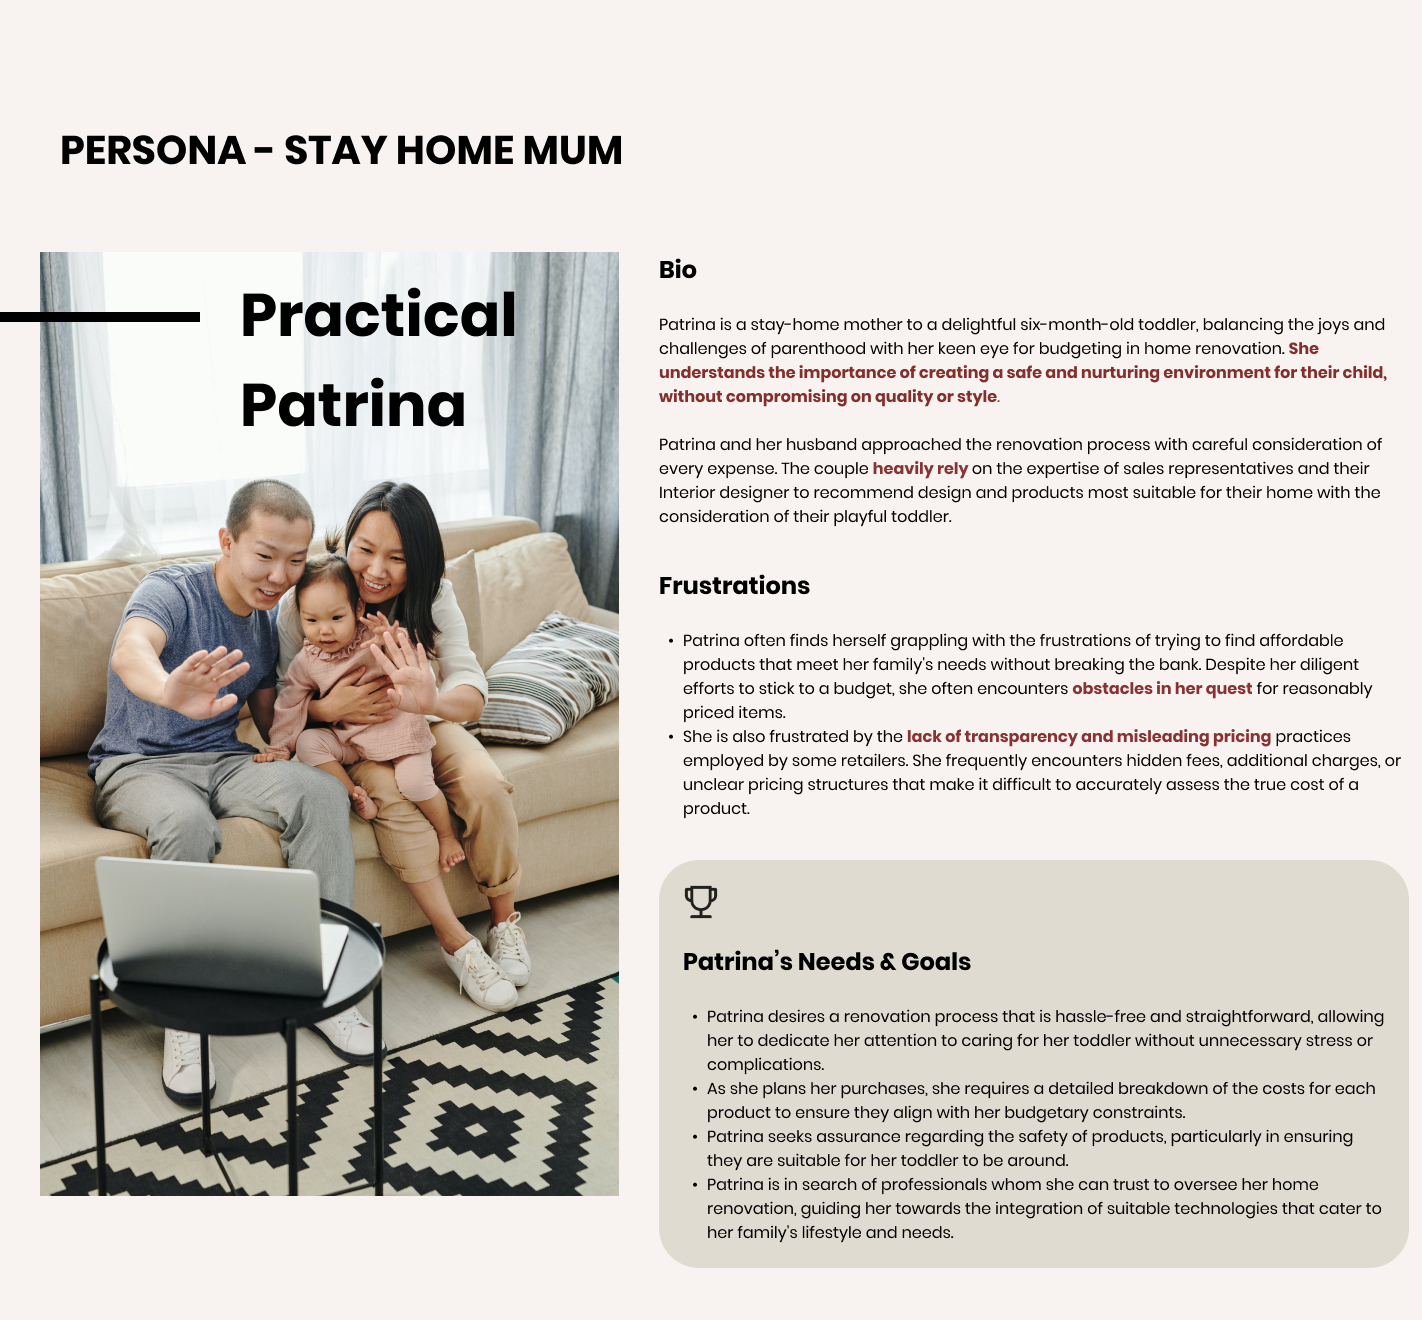 PERSONA - STAY HOME MUM
Practical
Patrina
Bio
Patrina is a stay-home mother to a delightful six-month-old toddler, balancing the joys and
challenges of parenthood with her keen eye for budgeting in home renovation. She
understands the importance of creating a safe and nurturing environment for their child,
without compromising on quality or style.
Patrina and her husband approached the renovation process with careful consideration of
every expense. The couple heavily rely on the expertise of sales representatives and their
Interior designer to recommend design and products most suitable for their home with the
consideration of their playful toddler.
Frustrations
• Patrina often finds herself grappling with the frustrations of trying to find affordable
products that meet her family's needs without breaking the bank. Despite her diligent
efforts to stick to a budget, she often encounters obstacles in her quest for reasonably
priced items.
• She is also frustrated by the lack of transparency and misleading pricing practices
employed by some retailers. She frequently encounters hidden fees, additional charges, or
unclear pricing structures that make it difficult to accurately assess the true cost of a
product.
Patrina's Needs & Goals
• Patrina desires a renovation process that is hassle-free and straightforward, allowing
her to dedicate her attention to caring for her toddler without unnecessary stress or
complications.
• As she plans her purchases, she requires a detailed breakdown of the costs for each
product to ensure they align with her budgetary constraints.
• Patrina seeks assurance regarding the safety of products, particularly in ensuring
they are suitable for her toddler to be around.
• Patrina is in search of professionals whom she can trust to oversee her home
renovation, guiding her towards the integration of suitable technologies that cater to
her family's lifestyle and needs.